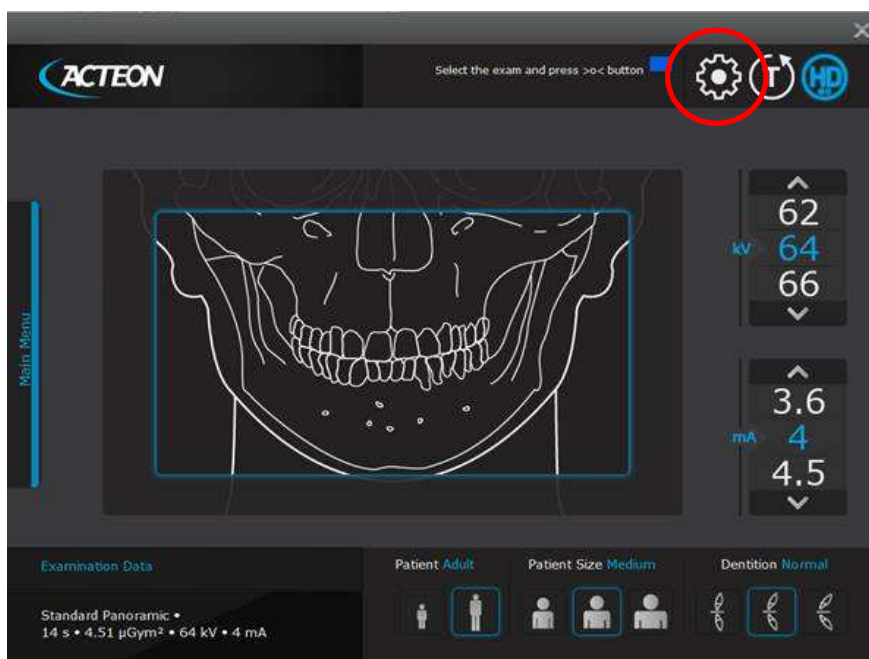 ACTEON
Select the exam and press >o< button
T
HD
Main Menu
62
kV 64
66
3.6
mA 4
4.5
Examination Data
Patient Adult
Patient Size Medium
Dentition Normal
Standard Panoramic •
14 s • 4.51 µGym² • 64 kV • 4 mA